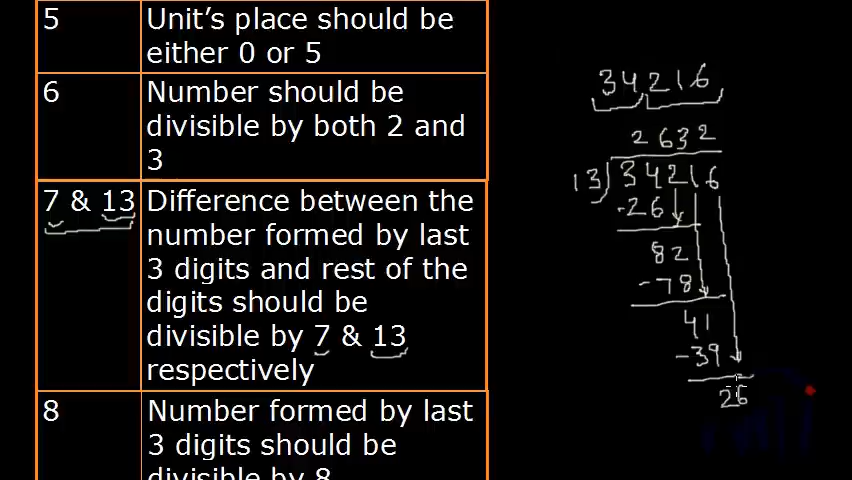 5
Unit's place should be
either 0 or 5
6
Number should be
divisible by both 2 and
3
7 & 13
Difference between the
number formed by last
3 digits and rest of the
digits should be
divisible by 7 & 13
respectively
8
Number formed by last
3 digits should be
divisible by 8
34216
2632
13)34216
-26
82
-78
41
-39
26